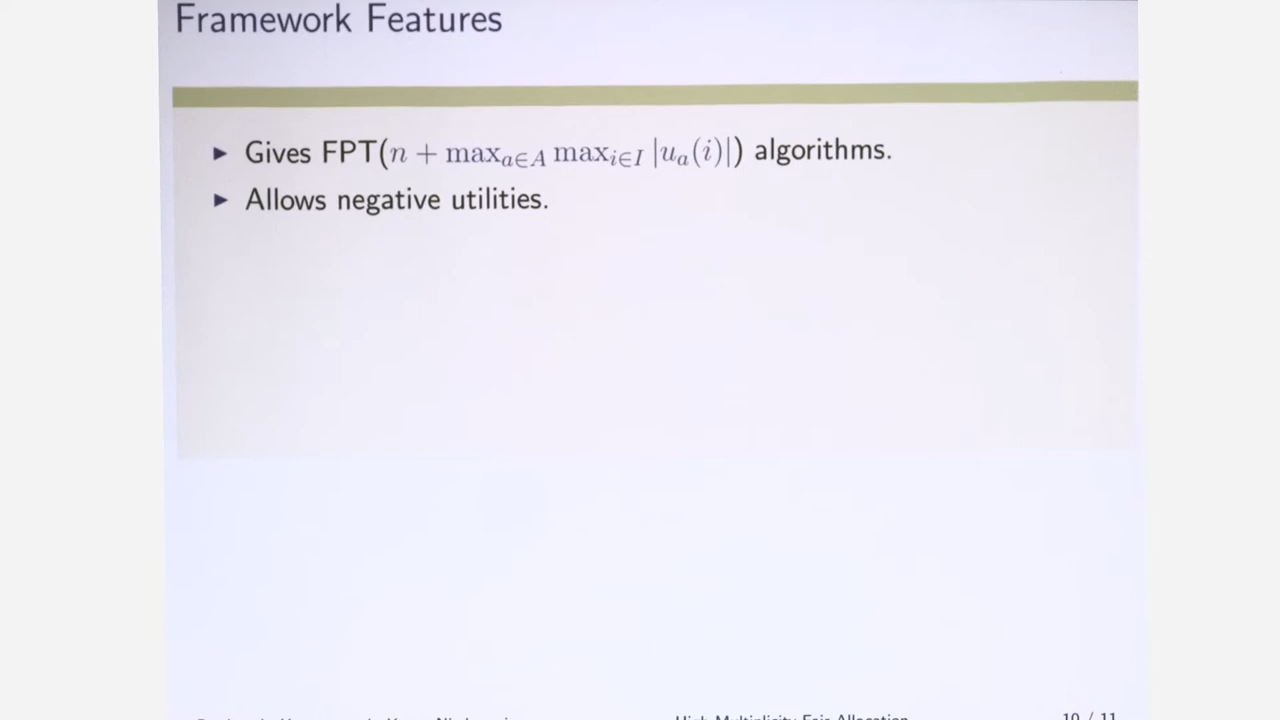 Framework Features
► Gives FPT(n + max_{a∈A} max_{i∈I} |u_a(i)|) algorithms.
► Allows negative utilities.
High Multiplicity Fair Allocation
10 / 11